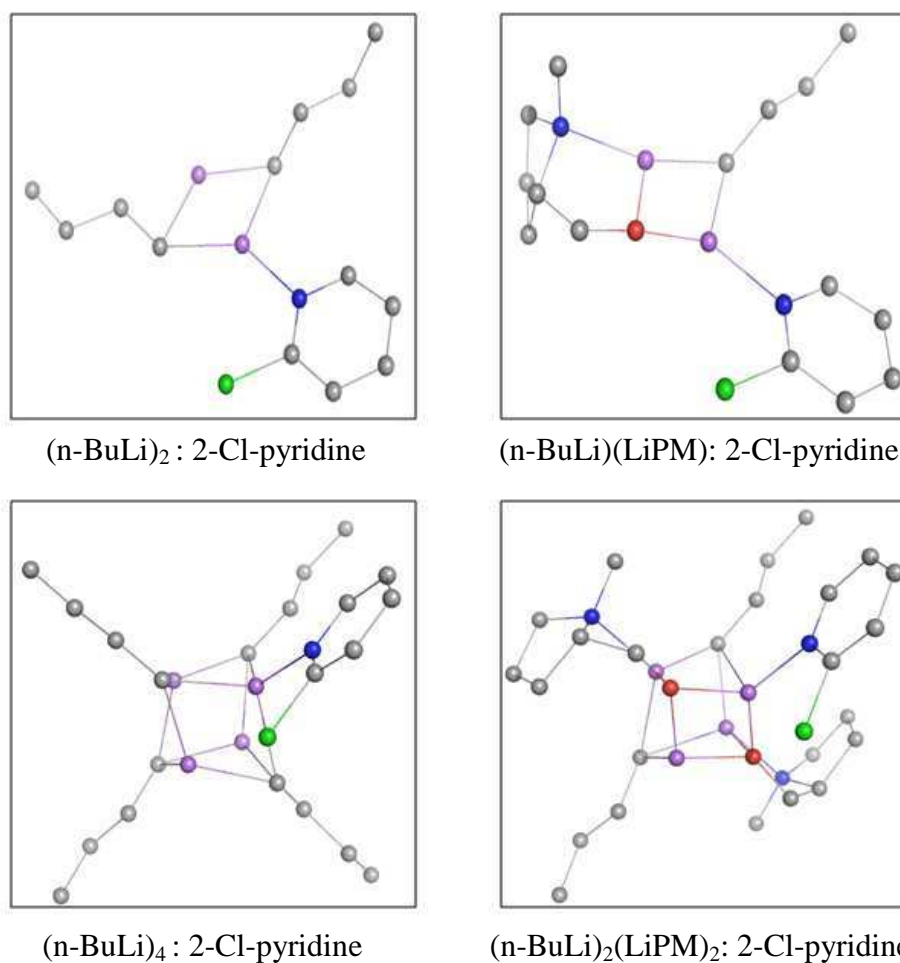 (n-BuLi)₂ : 2-Cl-pyridine
(n-BuLi)(LiPM): 2-Cl-pyridine
(n-BuLi)₄ : 2-Cl-pyridine
(n-BuLi)₂(LiPM)₂: 2-Cl-pyridine